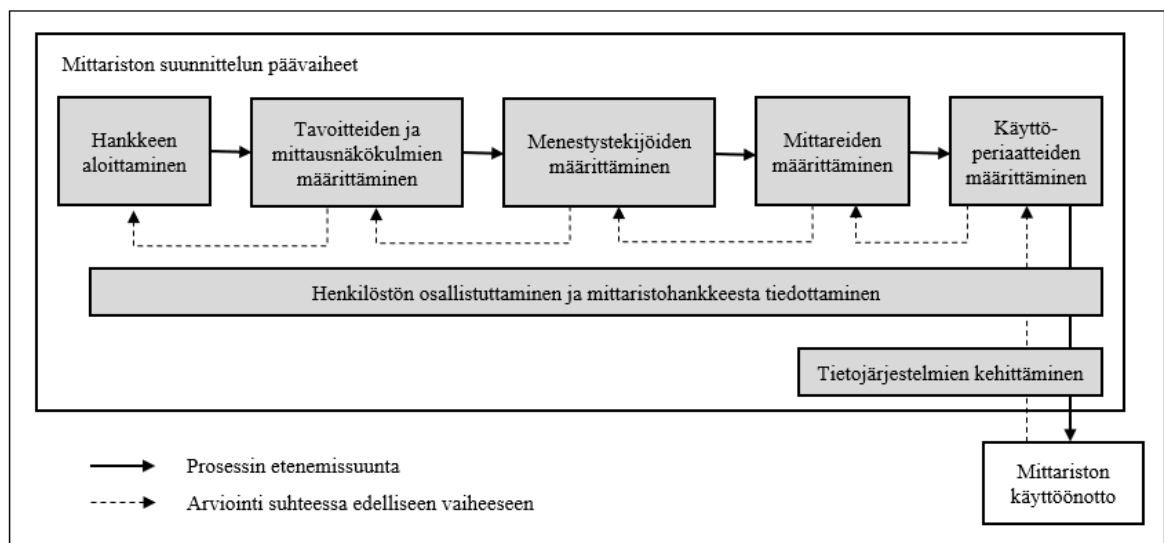 Mittariston suunnittelun päävaiheet
Hankkeen
aloittaminen
Tavoitteiden ja
mittausnäkökulmien
määrittäminen
Menestystekijöiden
määrittäminen
Mittareiden
määrittäminen
Käyttö-
periaatteiden
määrittäminen
Henkilöstön osallistuttaminen ja mittaristohankkeesta tiedottaminen
Tietojärjestelmien kehittäminen
Prosessin etenemissuunta
Arviointi suhteessa edelliseen vaiheeseen
Mittariston
käyttöönotto